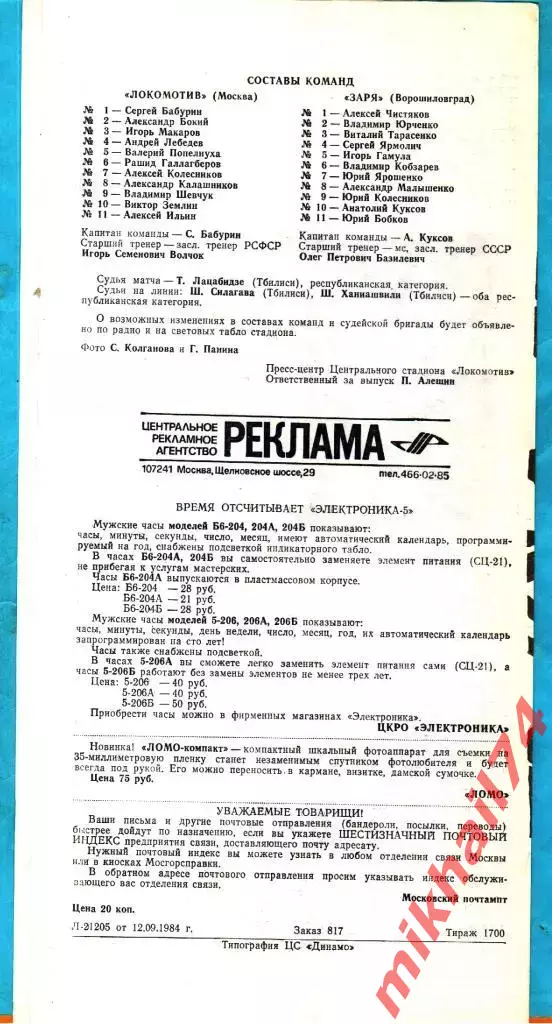 СОСТАВЫ КОМАНД
«ЛОКОМОТИВ» (Москва)
№ 1 — Сергей Бабурин
№ 2 — Александр Бокий
№ 3 — Игорь Макаров
№ 4 — Андрей Лебедев
№ 5 — Валерий Попелнуха
№ 6 — Рашид Галлагберов
№ 7 — Алексей Колесников
№ 8 — Александр Калашников
№ 9 — Владимир Шевчук
№ 10 — Виктор Землин
№ 11 — Алексей Ильин
Капитан команды — С. Бабурин
Старший тренер — засл. тренер РСФСР
Игорь Семенович Волчок
«ЗАРЯ» (Ворошиловград)
№ 1 — Алексей Чистяков
№ 2 — Владимир Юрченко
№ 3 — Виталий Тарасенко
№ 4 — Сергей Ярмолич
№ 5 — Игорь Гамула
№ 6 — Владимир Кобзарев
№ 7 — Юрий Ярошенко
№ 8 — Александр Малышенко
№ 9 — Юрий Колесников
№ 10 — Анатолий Куксов
№ 11 — Юрий Бобков
Капитан команды — А. Куксов
Старший тренер — мс, засл. тренер СССР
Олег Петрович Базилевич
Судья матча — Т. Лацабидзе (Тбилиси), республиканская категория.
Судьи на линии: Ш. Силагава (Тбилиси), Ш. Ханиашвили (Тбилиси) — оба рес-
публиканская категория.
О возможных изменениях в составах команд и судейской бригады будет объявле-
но по радио и на световых табло стадиона.
Фото С. Колганова и Г. Панина
Пресс-центр Центрального стадиона «Локомотив»
Ответственный за выпуск П. Алешин
ЦЕНТРАЛЬНОЕ
РЕКЛАМНОЕ
АГЕНТСТВО
РЕКЛАМА
107241 Москва, Щелковское шоссе, 29 тел. 466-02-85
ВРЕМЯ ОТСЧИТЫВАЕТ «ЭЛЕКТРОНИКА-5»
Мужские часы моделей Б6-204, 204А, 204Б показывают:
часы, минуты, секунды, число, месяц, имеют автоматический календарь, программи-
руемый на год, снабжены подсветкой индикаторного табло.
В часах Б6-204А, 204Б вы самостоятельно заменяете элемент питания (СЦ-21),
не прибегая к услугам мастерских.
Часы Б6-204А выпускаются в пластмассовом корпусе.
Цена: Б6-204 — 28 руб.
Б6-204А — 21 руб.
Б6-204Б — 28 руб.
Мужские часы моделей 5-206, 206А, 206Б показывают:
часы, минуты, секунды, день недели, число, месяц, год, их автоматический календарь
запрограммирован на сто лет!
Часы также снабжены подсветкой.
В часах 5-206А вы сможете легко заменить элемент питания сами (СЦ-21), а
часы 5-206Б работают без замены элементов не менее трех лет.
Цена: 5-206 — 40 руб.
5-206А — 40 руб.
5-206Б — 50 руб.
Приобрести часы можно в фирменных магазинах «Электроника».
ЦКРО «ЭЛЕКТРОНИКА»
Новинка! «ЛОМО-компакт» — компактный шкальный фотоаппарат для съемки на
35-миллиметровую пленку станет незаменимым спутником фотолюбителя и будет
всегда под рукой. Его можно переносить в кармане, визитке, дамской сумочке.
Цена 75 руб.
«ЛОМО»
УВАЖАЕМЫЕ ТОВАРИЩИ!
Ваши письма и другие почтовые отправления (бандероли, посылки, переводы)
быстрее дойдут по назначению, если вы укажете ШЕСТИЗНАЧНЫЙ ПОЧТОВЫЙ
ИНДЕКС предприятия связи, доставляющего почту адресату.
Нужный почтовый индекс вы можете узнать в любом отделении связи Москвы
или в киосках Мосгорсправки.
В обратном адресе почтового отправления просим указывать индекс обслужи-
вающего вас отделения связи.
Московский почтамт
Цена 20 коп.
Л-21205 от 12.09.1984 г. Заказ 817 Тираж 1700
Типография ЦС «Динамо»
mikhail74